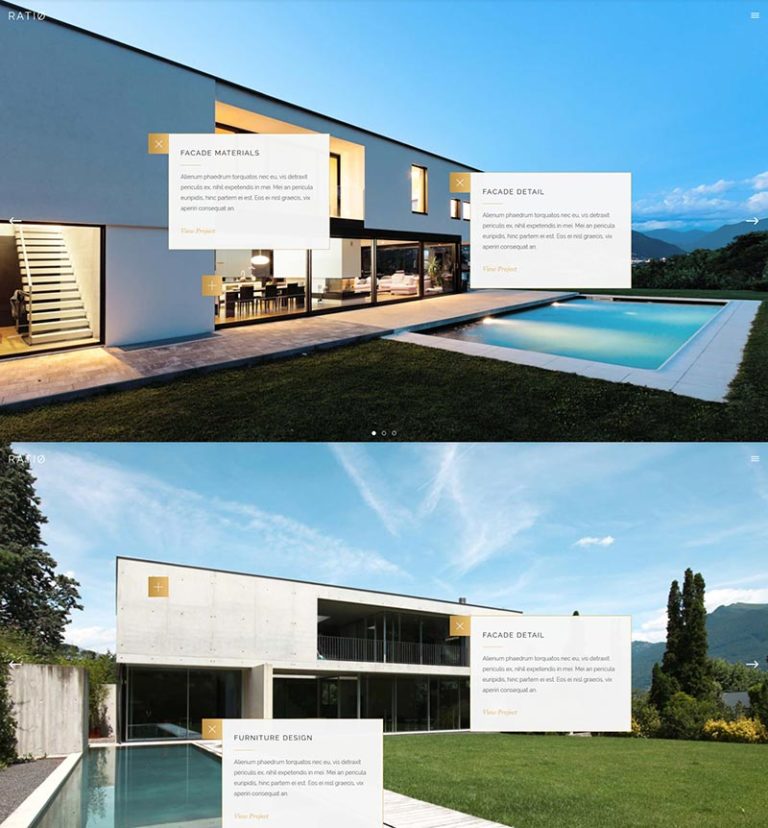 RATIØ
FACADE MATERIALS
Alienum phaedrum torquatos nec eu, vis detraxit
periculis ex, nihil expetendis in mei. Mei an pericula
euripidis, hinc partem ei est. Eos ei nisl graecis, vix
aperiri consequat an.
View Project
FACADE DETAIL
Alienum phaedrum torquatos nec eu, vis detraxit
periculis ex, nihil expetendis in mei. Mei an pericula
euripidis, hinc partem ei est. Eos ei nisl graecis, vix
aperiri consequat an.
View Project
RATIØ
FACADE DETAIL
Alienum phaedrum torquatos nec eu, vis detraxit
periculis ex, nihil expetendis in mei. Mei an pericula
euripidis, hinc partem ei est. Eos ei nisl graecis, vix
aperiri consequat an.
View Project
FURNITURE DESIGN
Alienum phaedrum torquatos nec eu, vis detraxit
periculis ex, nihil expetendis in mei. Mei an pericula
euripidis, hinc partem ei est. Eos ei nisl graecis, vix
aperiri consequat an.
View Project